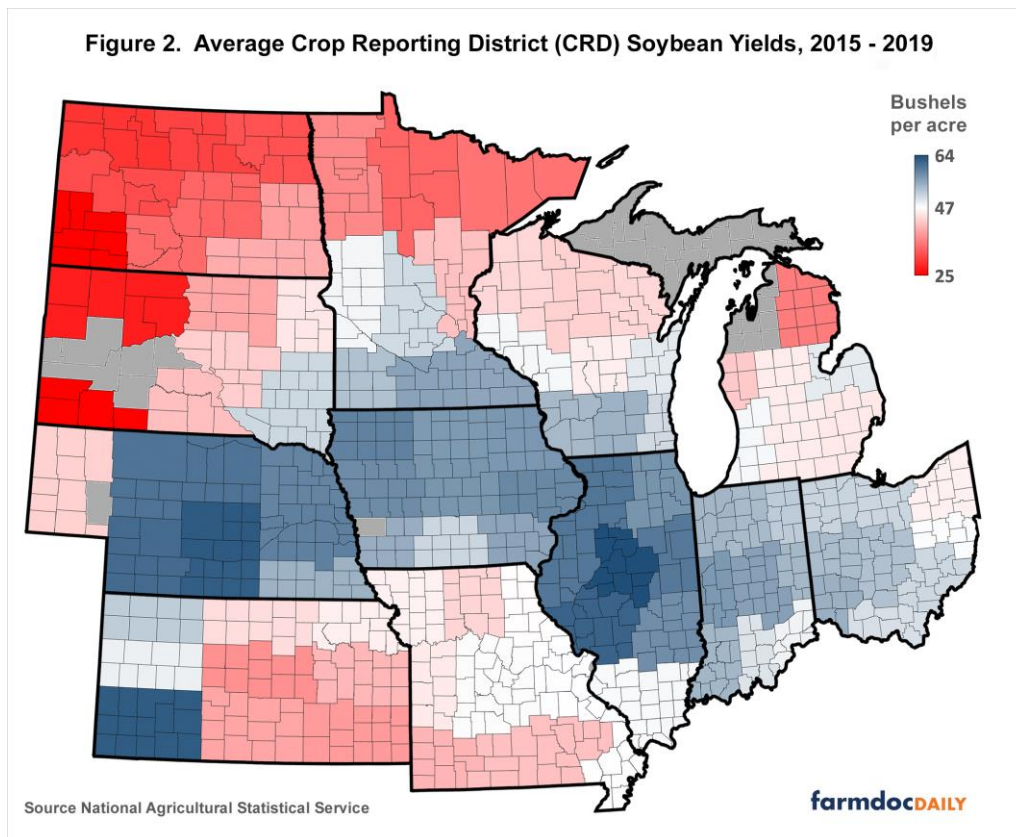 Figure 2.  Average Crop Reporting District (CRD) Soybean Yields, 2015 - 2019
Bushels
per acre
64
47
25
Source National Agricultural Statistical Service
farmdocDAILY